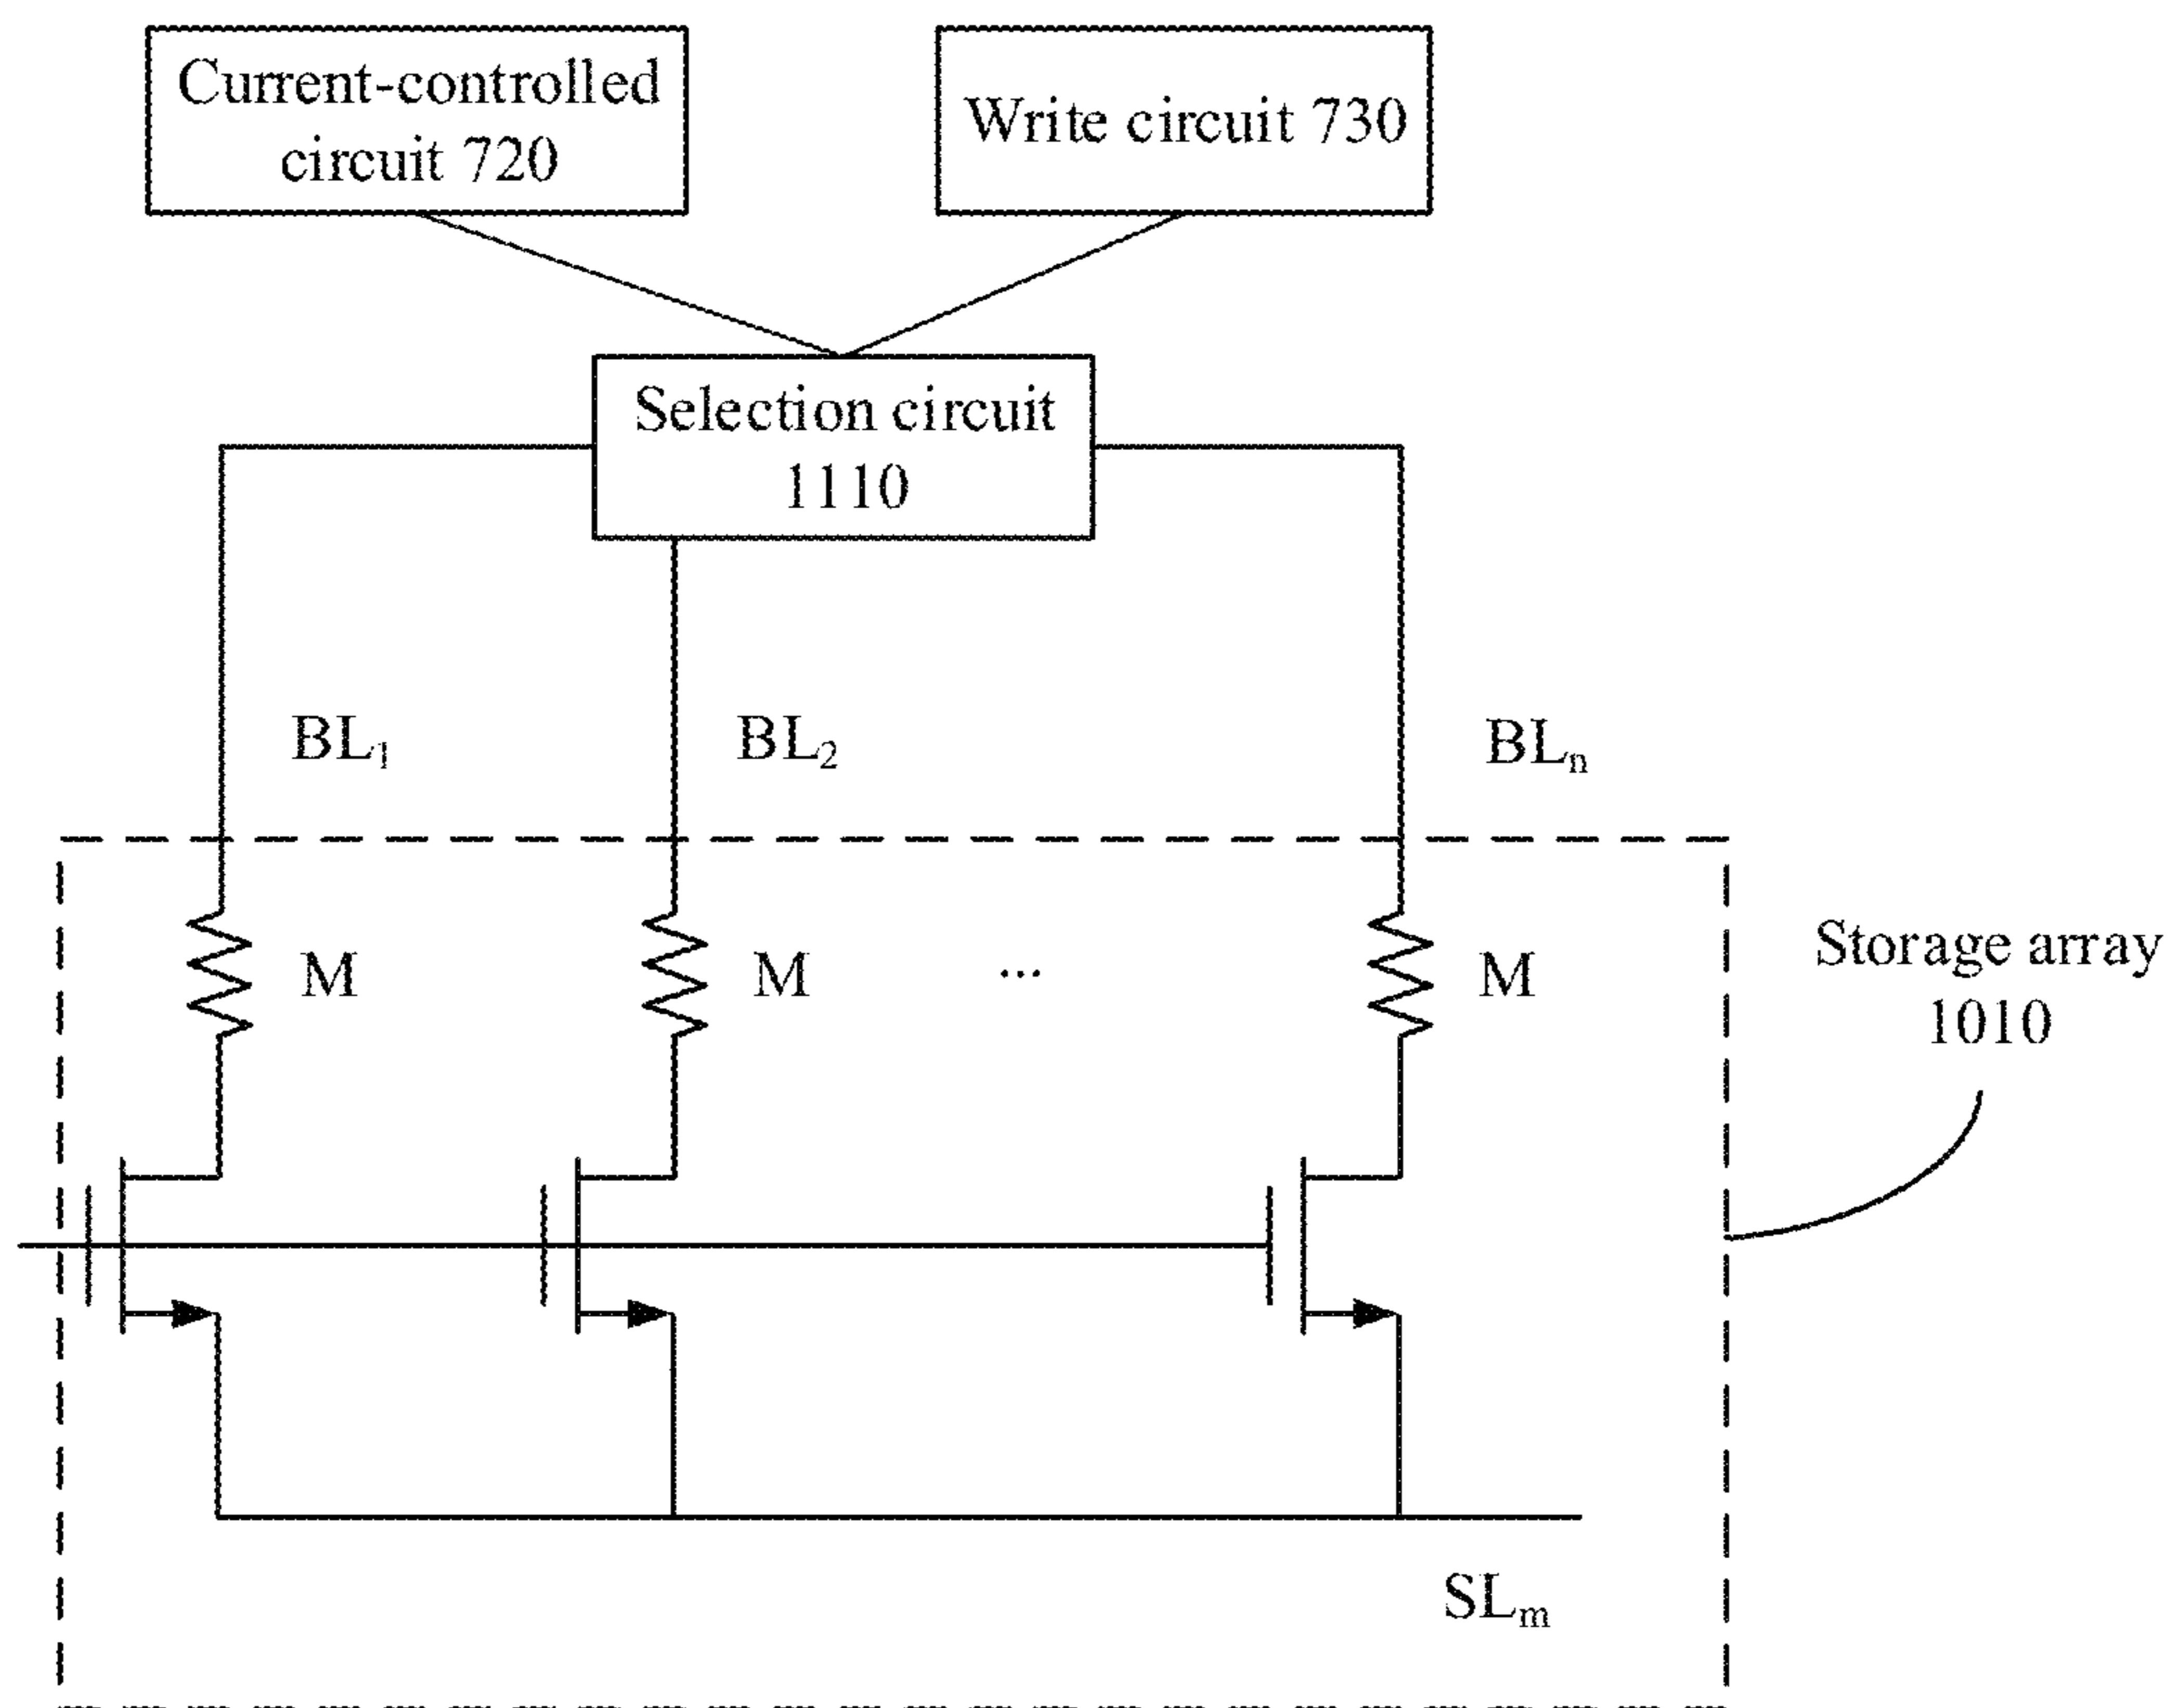 Current-controlled
circuit 720
Write circuit 730
Selection circuit
1110
BL₁
BL₂
BLₙ
M
M
...
M
Storage array
1010
SLₘ